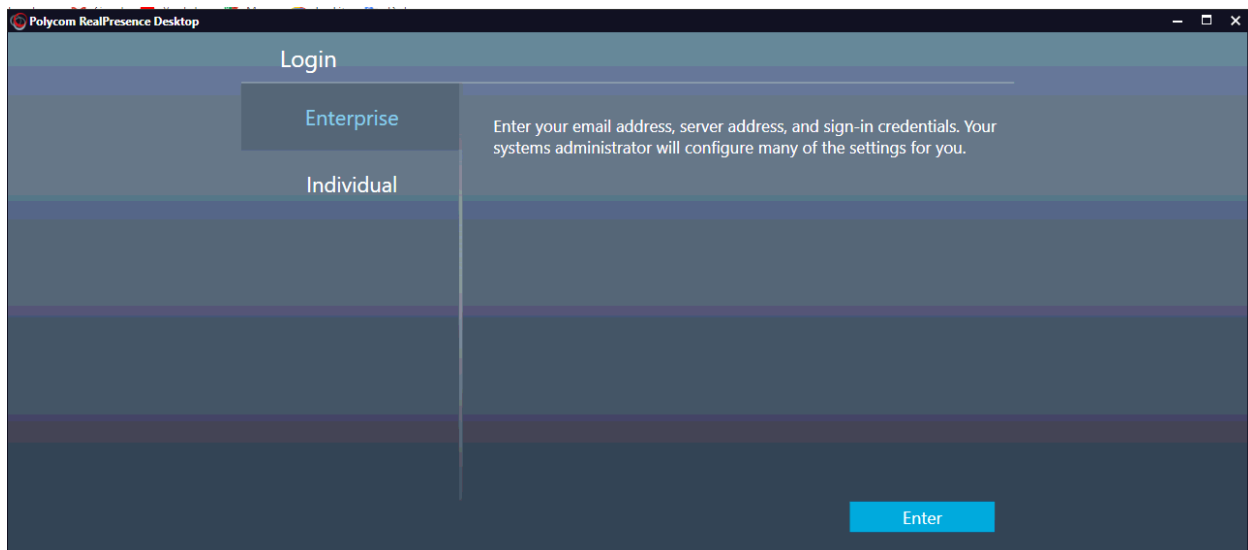 Polycom RealPresence Desktop
Login
Enterprise
Enter your email address, server address, and sign-in credentials. Your
systems administrator will configure many of the settings for you.
Individual
Enter